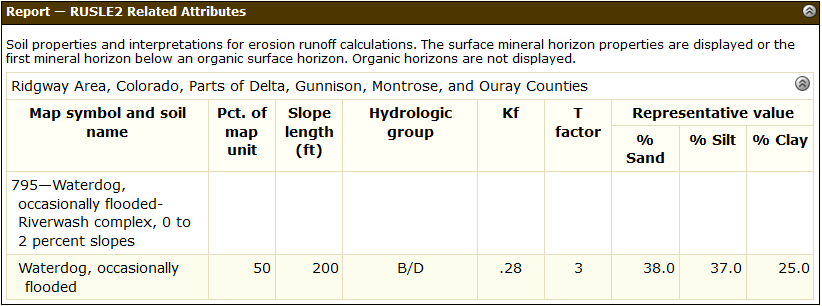 Report — RUSLE2 Related Attributes
Soil properties and interpretations for erosion runoff calculations. The surface mineral horizon properties are displayed or the
first mineral horizon below an organic surface horizon. Organic horizons are not displayed.
Ridgway Area, Colorado, Parts of Delta, Gunnison, Montrose, and Ouray Counties
Map symbol and soil name Pct. of map unit Slope length (ft) Hydrologic group Kf T factor Representative value
% Sand % Silt % Clay
795—Waterdog,
occasionally flooded-
Riverwash complex, 0 to
2 percent slopes
Waterdog, occasionally flooded 50 200 B/D .28 3 38.0 37.0 25.0